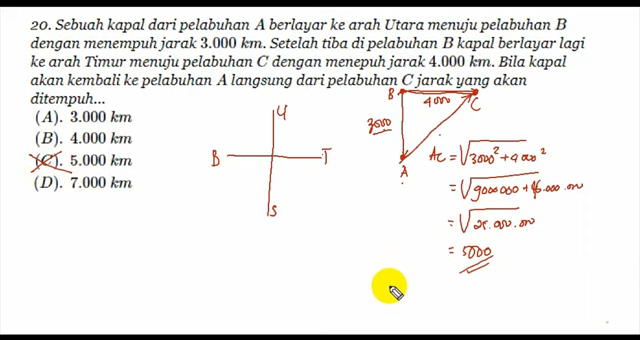 20. Sebuah kapal dari pelabuhan A berlayar ke arah Utara menuju pelabuhan B
dengan menempuh jarak 3.000 km. Setelah tiba di pelabuhan B kapal berlayar lagi
ke arah Timur menuju pelabuhan C dengan menepuh jarak 4.000 km. Bila kapal
akan kembali ke pelabuhan A langsung dari pelabuhan C jarak yang akan
ditempuh...
(A). 3.000 km
(B). 4.000 km
(C). 5.000 km
(D). 7.000 km
U
B T
S
B 4000 C
3000
A
AC = √3000² + 4000²
= √9000000 + 16.000.000
= √25.000.000
= 5000